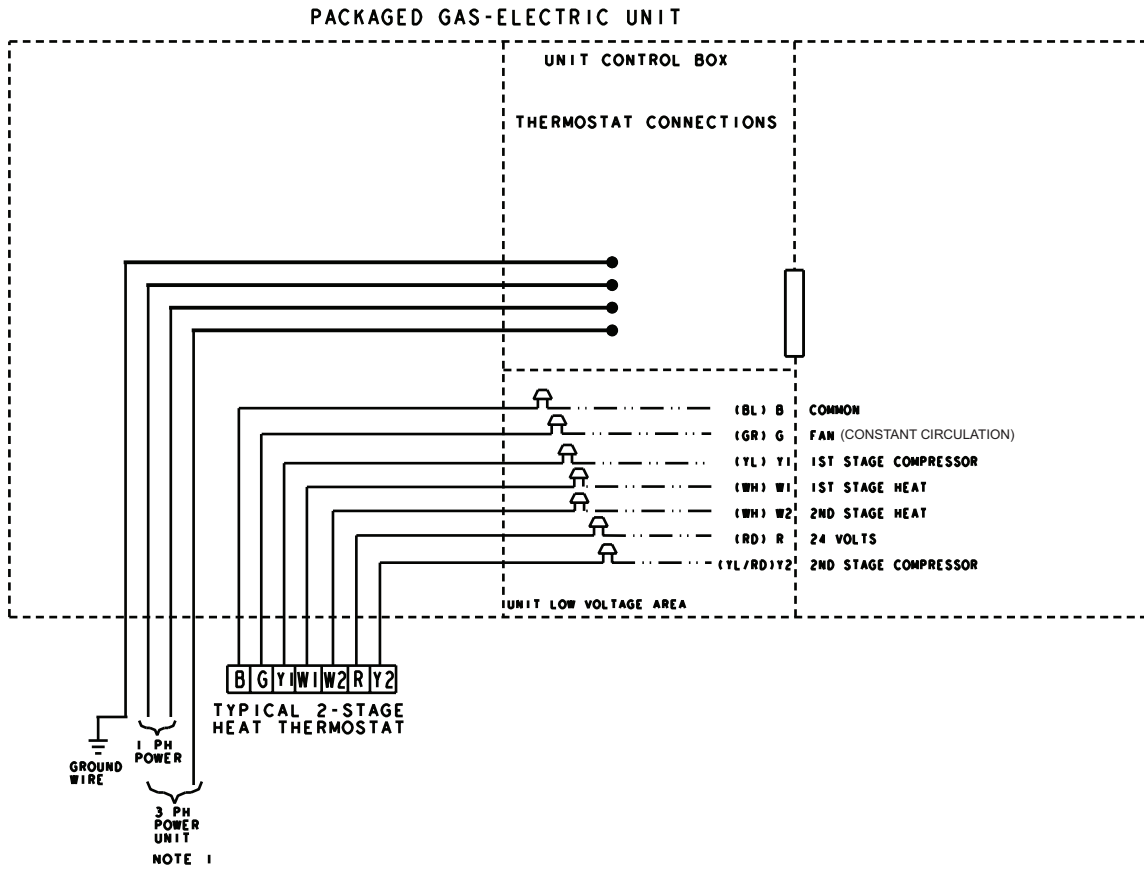 PACKAGED GAS-ELECTRIC UNIT
UNIT CONTROL BOX
THERMOSTAT CONNECTIONS
(BL) B COMMON
(GR) G FAN (CONSTANT CIRCULATION)
(YL) Y1 1ST STAGE COMPRESSOR
(WH) W1 1ST STAGE HEAT
(WH) W2 2ND STAGE HEAT
(RD) R 24 VOLTS
(YL/RD)Y2 2ND STAGE COMPRESSOR
UNIT LOW VOLTAGE AREA
B G Y1 W1 W2 R Y2
TYPICAL 2-STAGE
HEAT THERMOSTAT
1 PH
POWER
GROUND
WIRE
3 PH
POWER
UNIT
NOTE 1